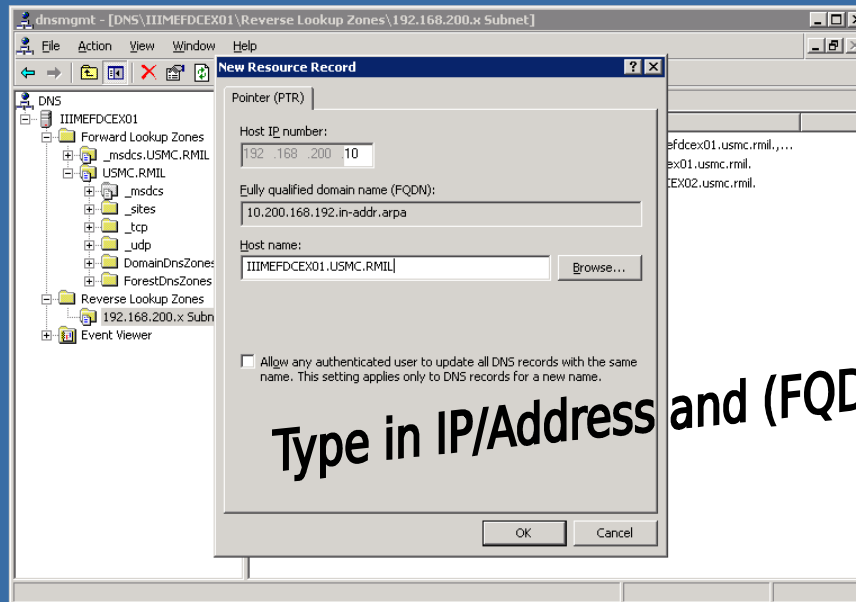 dnsmgmt - [DNS\IIIMEFDCEX01\Reverse Lookup Zones\192.168.200.x Subnet]
File Action View Window Help
New Resource Record
Pointer (PTR)
Host IP number:
192 .168 .200 .10
Fully qualified domain name (FQDN):
10.200.168.192.in-addr.arpa
Host name:
IIIMEFDCEX01.USMC.RMIL
Browse...
Allow any authenticated user to update all DNS records with the same
name. This setting applies only to DNS records for a new name.
OK Cancel
DNS
IIIMEFDCEX01
Forward Lookup Zones
_msdcs.USMC.RMIL
USMC.RMIL
_msdcs
_sites
_tcp
_udp
DomainDnsZones
ForestDnsZones
Reverse Lookup Zones
192.168.200.x Subn
Event Viewer
efdcex01.usmc.rmil.,...
ex01.usmc.rmil.
CEX02.usmc.rmil.
Type in IP/Address and (FQD